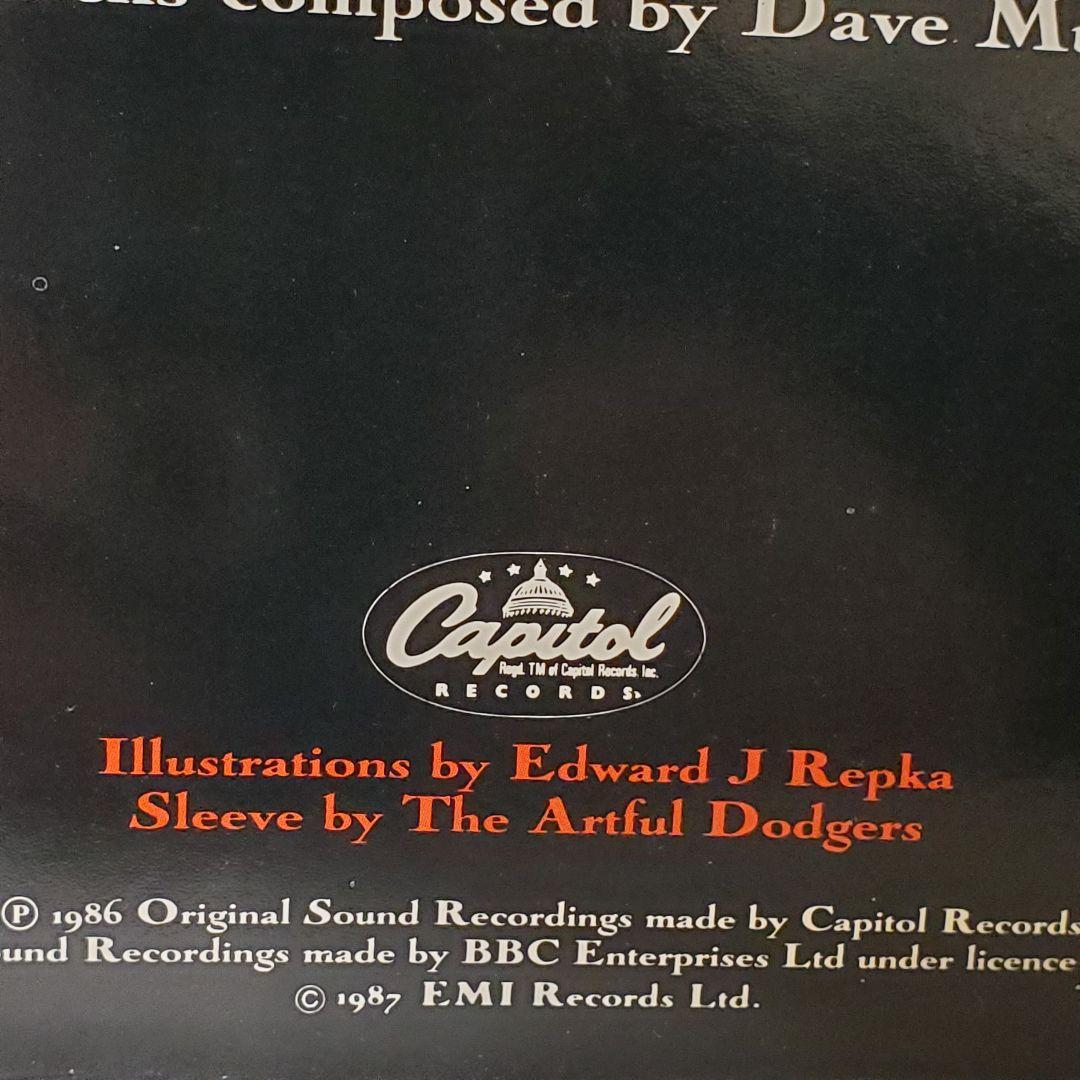 composed by Dave
Capitol
Regd. TM of Capitol Records, Inc.
RECORDS
Illustrations by Edward J Repka
Sleeve by The Artful Dodgers
Ⓟ 1986 Original Sound Recordings made by Capitol Records
Recordings made by BBC Enterprises Ltd under licence
© 1987 EMI Records Ltd.